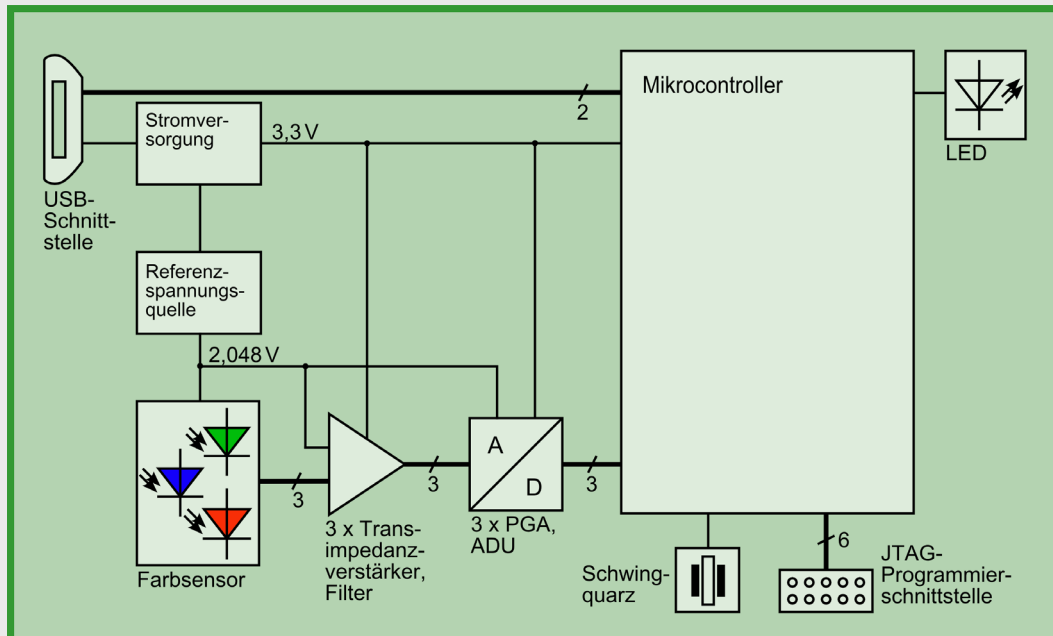 Mikrocontroller
2
Stromver-
sorgung
3,3 V
LED
USB-
Schnitt-
stelle
Referenz-
spannungs-
quelle
2,048 V
A
D
3
3
3
3 x Trans-
impedanz-
verstärker,
Filter
3 x PGA,
ADU
Farbsensor
6
Schwing-
quarz
JTAG-
Programmier-
schnittstelle